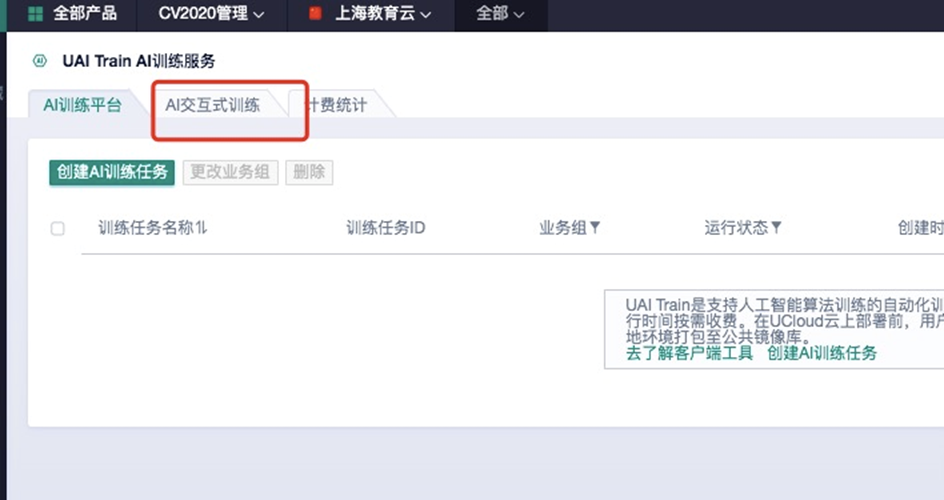 全部产品 CV2020管理 上海教育云 全部
UAI Train AI训练服务
AI训练平台 AI交互式训练 计费统计
创建AI训练任务 更改业务组 删除
训练任务名称 训练任务ID 业务组 运行状态 创建时
UAI Train是支持人工智能算法训练的自动化训
行时间按需收费。在UCloud云上部署前，用户
地环境打包至公共镜像库。
去了解客户端工具 创建AI训练任务